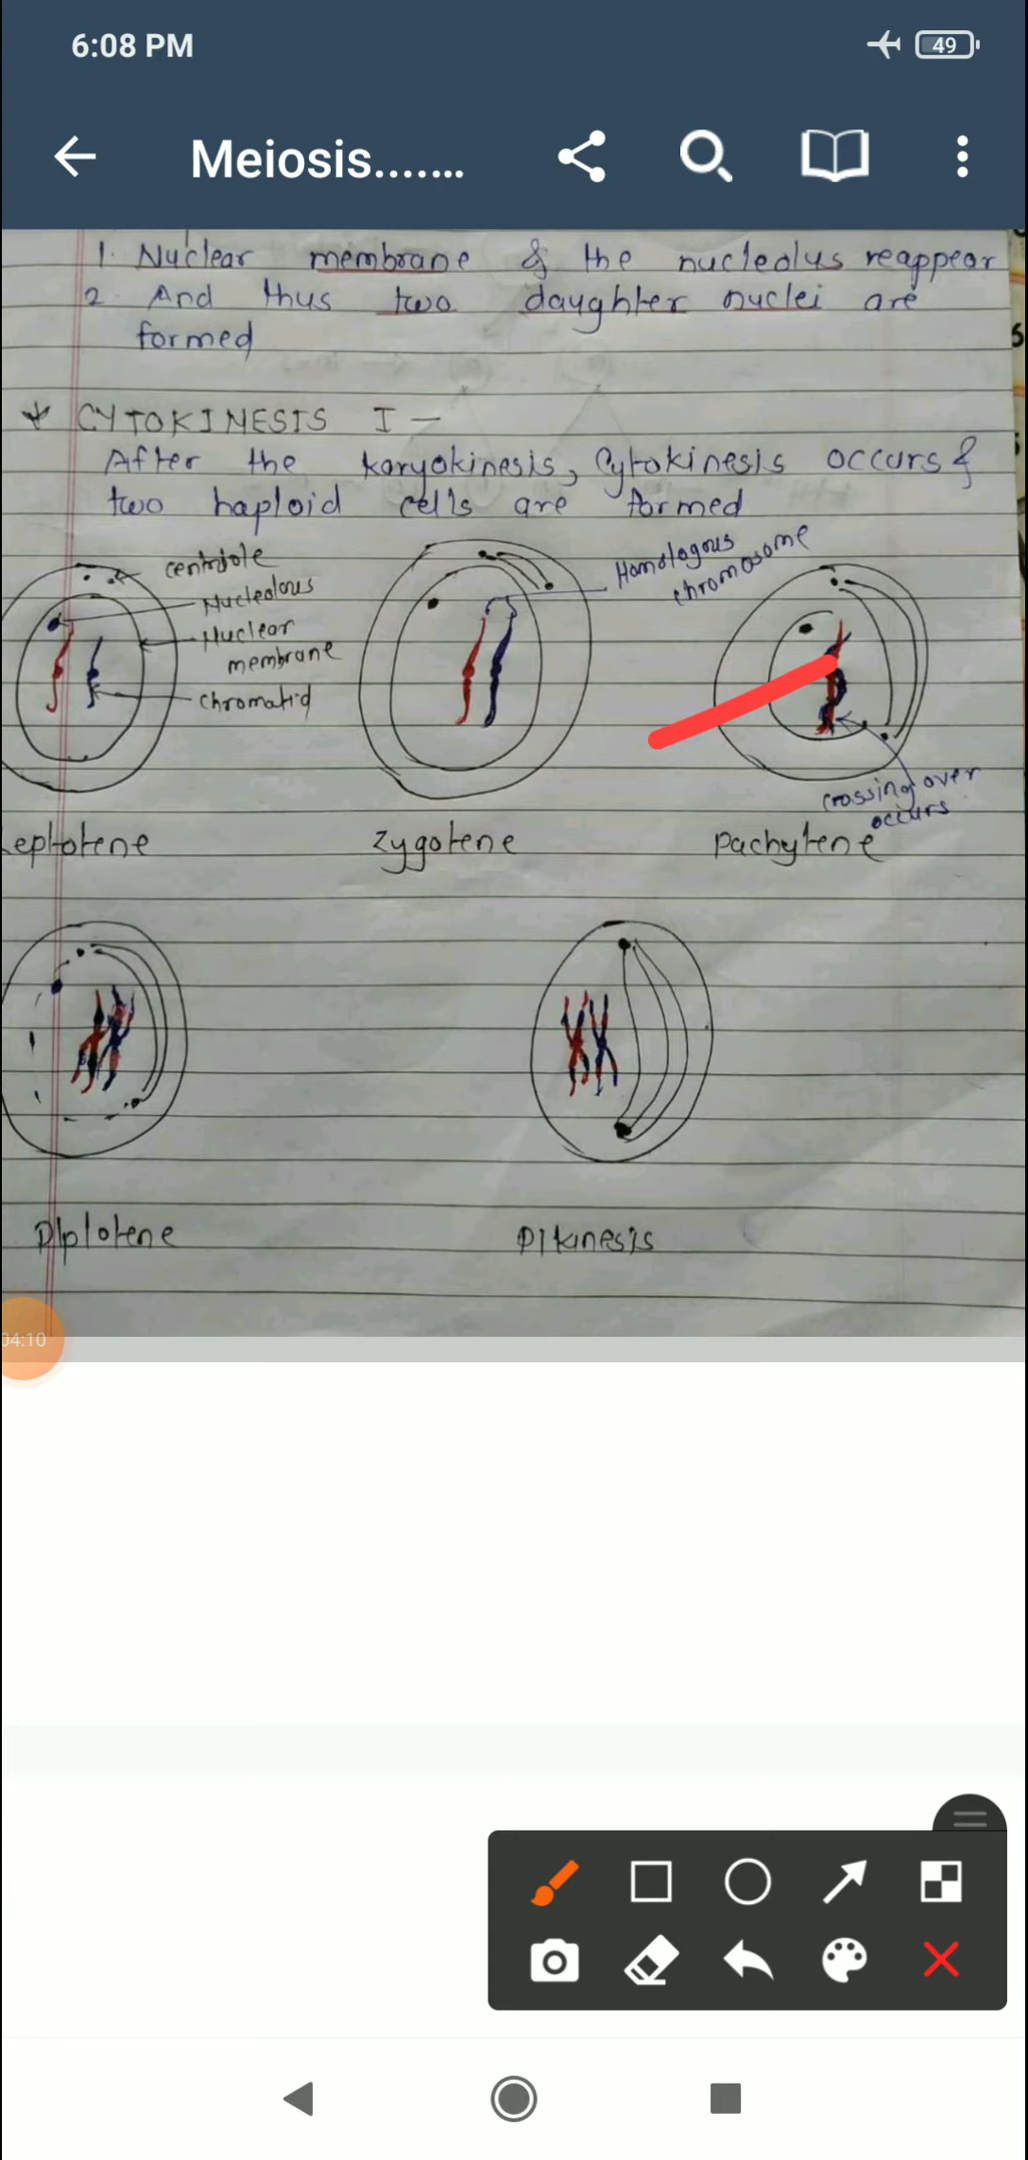 6:08 PM
49
Meiosis.......
1. Nuclear membrane & the nucleolus reappear
2. And thus two daughter nuclei are
formed
* CYTOKINESIS I -
After the karyokinesis, Cytokinesis occurs &
two haploid cells are formed
centriole
Nucleolous
Nuclear
membrane
chromatid
Homologous
chromosome
crossing over
occurs
eptotene
Zygotene
Pachytene
Diplotene
Dikinesis
04:10